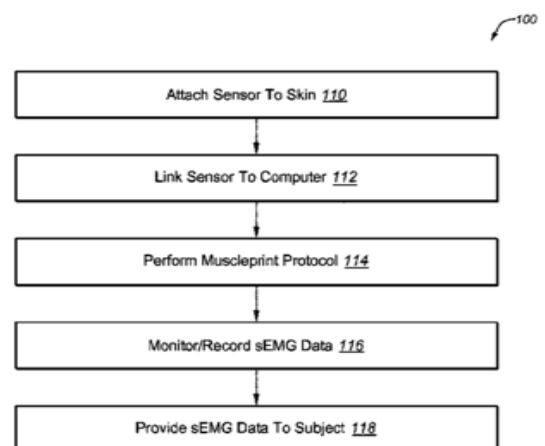 100
Attach Sensor To Skin 110
Link Sensor To Computer 112
Perform Muscleprint Protocol 114
Monitor/Record sEMG Data 116
Provide sEMG Data To Subject 118